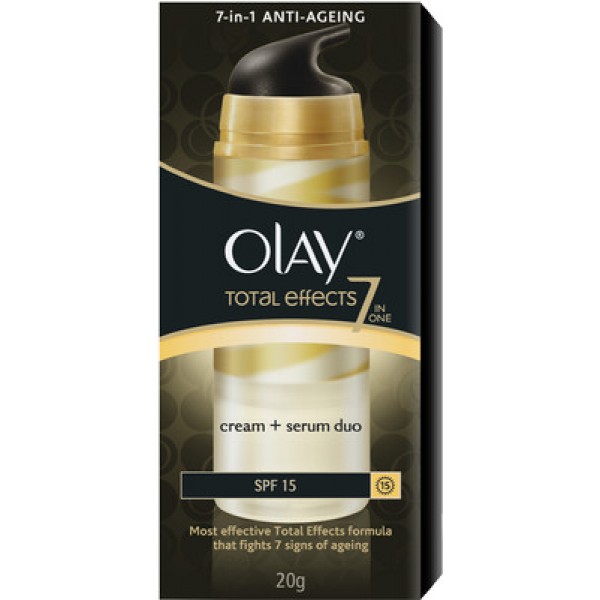 7-in-1 ANTI-AGEING
OLAY®
TOTAL effects 7 IN ONE
cream + serum duo
SPF 15
15
Most effective Total Effects formula
that fights 7 signs of ageing
20g